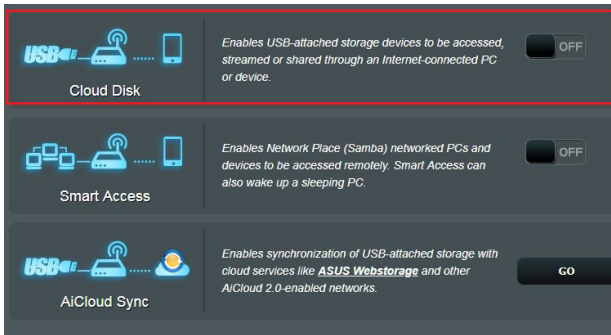 USB
Cloud Disk
Enables USB-attached storage devices to be accessed,
streamed or shared through an Internet-connected PC
or device.
OFF
Smart Access
Enables Network Place (Samba) networked PCs and
devices to be accessed remotely. Smart Access can
also wake up a sleeping PC.
OFF
USB
AiCloud Sync
Enables synchronization of USB-attached storage with
cloud services like ASUS Webstorage and other
AiCloud 2.0-enabled networks.
GO